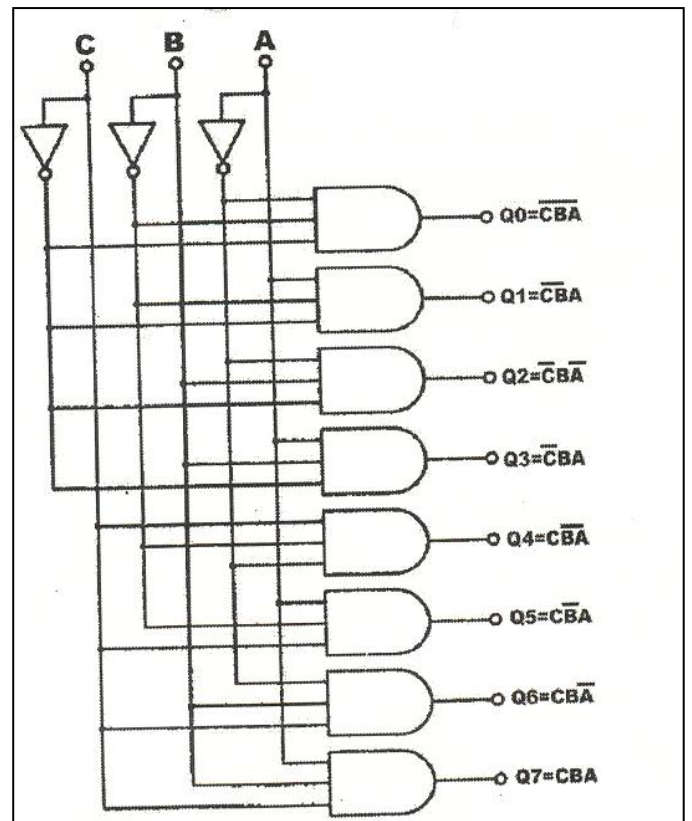 C B A
Q0=C̅B̅A̅
Q1=C̅B̅A
Q2=C̅BA̅
Q3=C̅BA
Q4=CB̅A̅
Q5=CB̅A
Q6=CBA̅
Q7=CBA